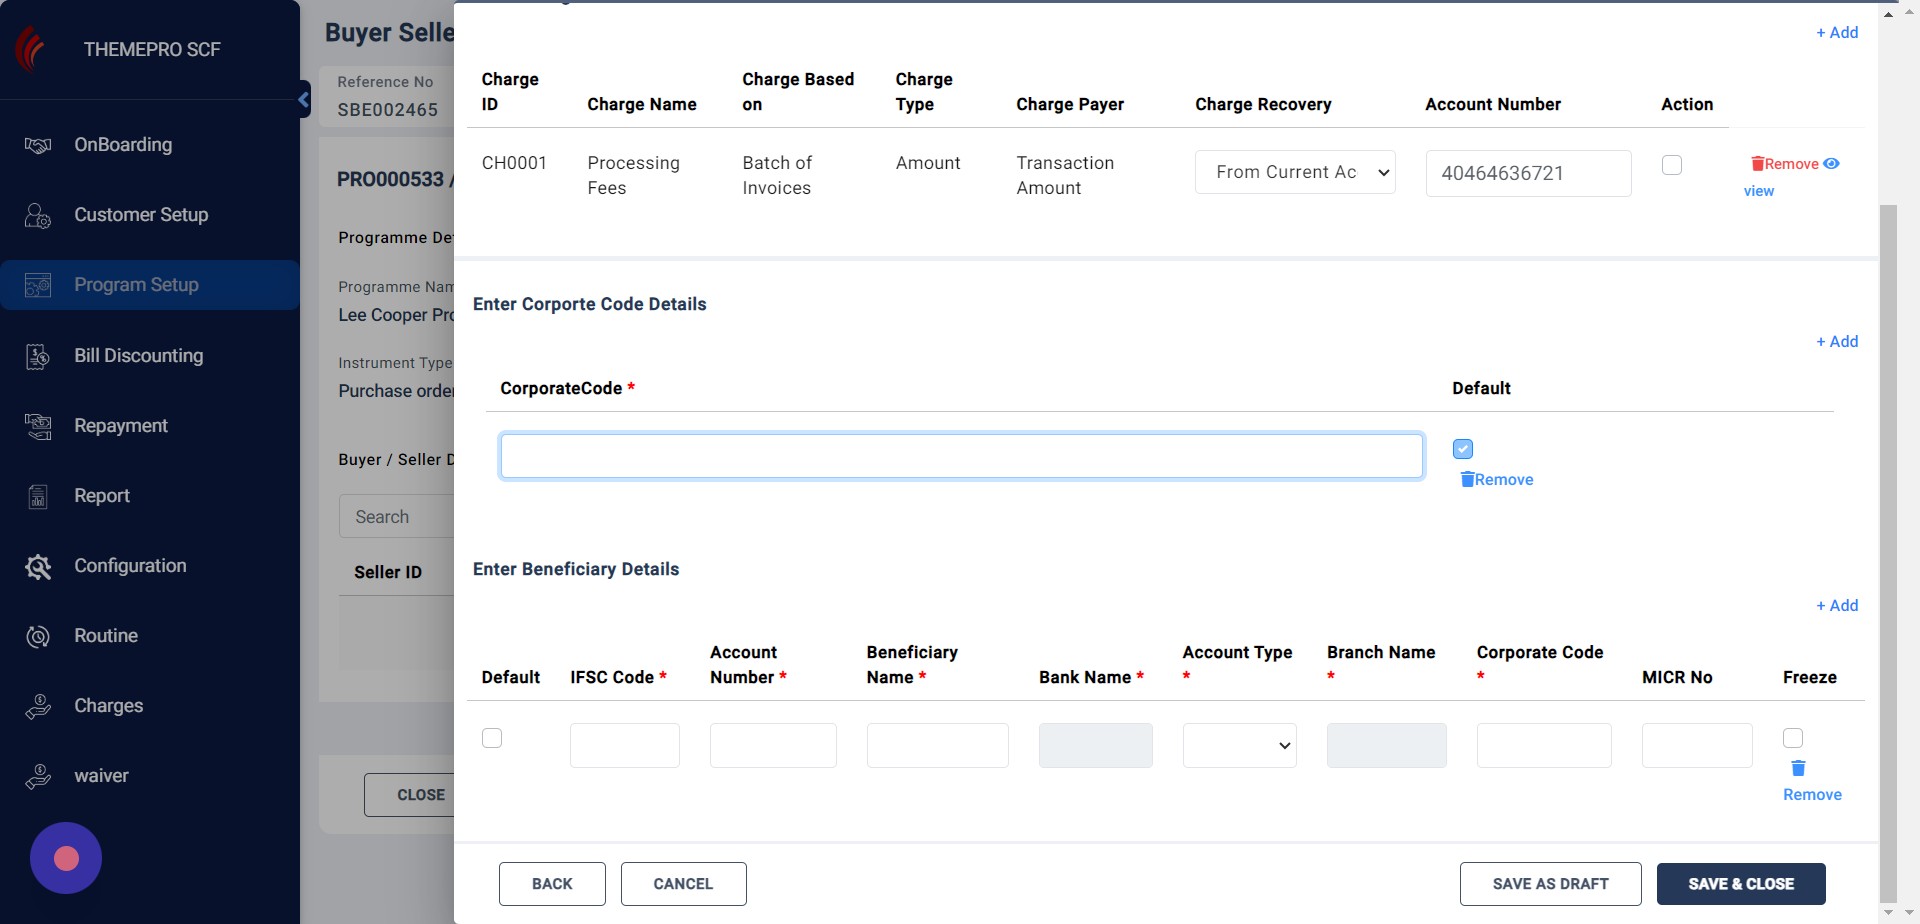 THEMEPRO SCF
OnBoarding
Customer Setup
Program Setup
Bill Discounting
Repayment
Report
Configuration
Routine
Charges
waiver
Buyer Selle
Reference No
SBE002465
PRO000533 /
Programme De
Programme Nam
Lee Cooper Pro
Instrument Type
Purchase order
Buyer / Seller D
Search
Seller ID
CLOSE
+ Add
Charge ID
Charge Name
Charge Based on
Charge Type
Charge Payer
Charge Recovery
Account Number
Action
CH0001
Processing Fees
Batch of Invoices
Amount
Transaction Amount
From Current Ac
40464636721
Remove
view
Enter Corporte Code Details
+ Add
CorporateCode *
Default
Remove
Enter Beneficiary Details
+ Add
Default
IFSC Code *
Account Number *
Beneficiary Name *
Bank Name *
Account Type *
Branch Name *
Corporate Code *
MICR No
Freeze
Remove
BACK
CANCEL
SAVE AS DRAFT
SAVE & CLOSE